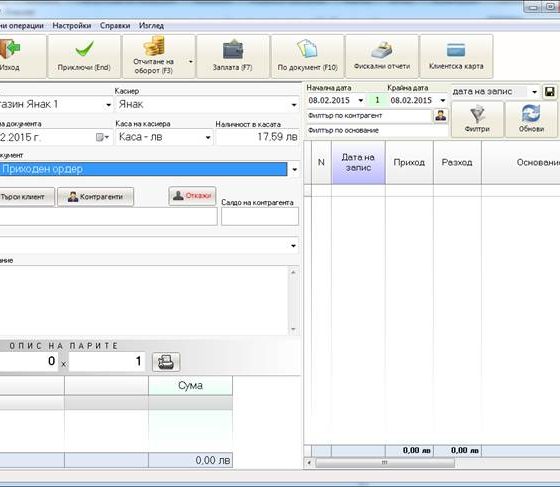 ни операции Настройки Справки Изглед
Изход
Приключи (End)
Отчитане на
оборот (F3)
Заплата (F7)
По документ (F10)
Фискални отчети
Клиентска карта
Касиер
газин Янак 1
Янак
на документа
Каса на касиера
Наличност в касата
2.2015 г.
Каса - лв
17.59 лв
документ
Приходен ордер
Търси клиент
Контрагенти
Откажи
Салдо на контрагента
ание
ОПИС НА ПАРИТЕ
0 x 1
Сума
0,00 лв
Начална дата
Крайна дата
дата на запис
08.02.2015
1
08.02.2015
Филтър по контрагент
Филтър по основание
Филтри
Обнови
N
Дата на
запис
Приход
Разход
Основани
0,00 лв
0,00 лв